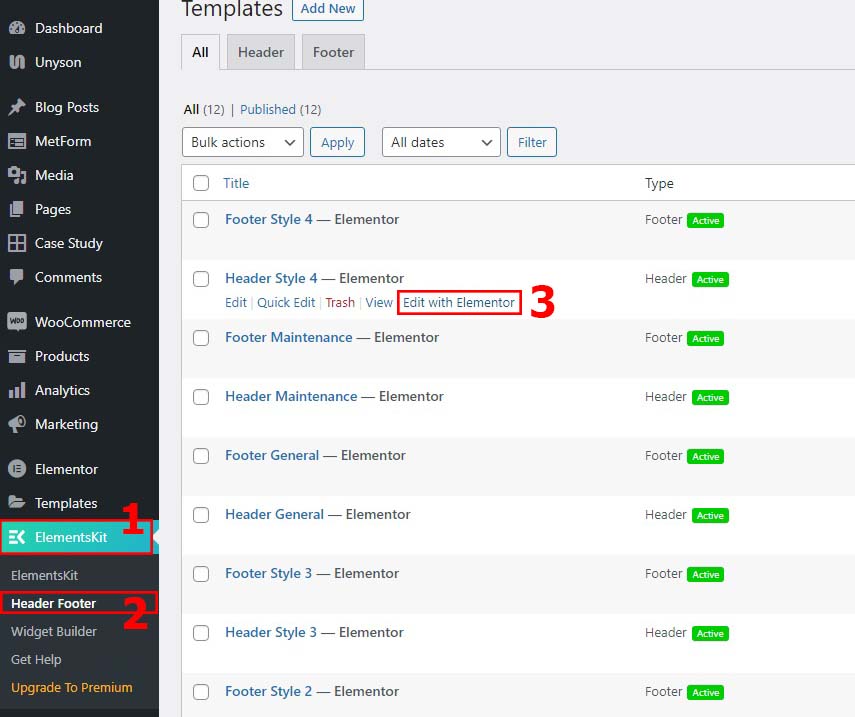 Templates Add New
All Header Footer
All (12) | Published (12)
Bulk actions Apply All dates Filter
Title Type
Footer Style 4 — Elementor Footer Active
Header Style 4 — Elementor Header Active
Edit | Quick Edit | Trash | View Edit with Elementor 3
Footer Maintenance — Elementor Footer Active
Header Maintenance — Elementor Header Active
Footer General — Elementor Footer Active
Header General — Elementor Header Active
Footer Style 3 — Elementor Footer Active
Header Style 3 — Elementor Header Active
Footer Style 2 — Elementor Footer Active
Dashboard
Unyson
Blog Posts
MetForm
Media
Pages
Case Study
Comments
Woo WooCommerce
Products
Analytics
Marketing
Elementor
Templates
ElementsKit 1
ElementsKit
Header Footer 2
Widget Builder
Get Help
Upgrade To Premium